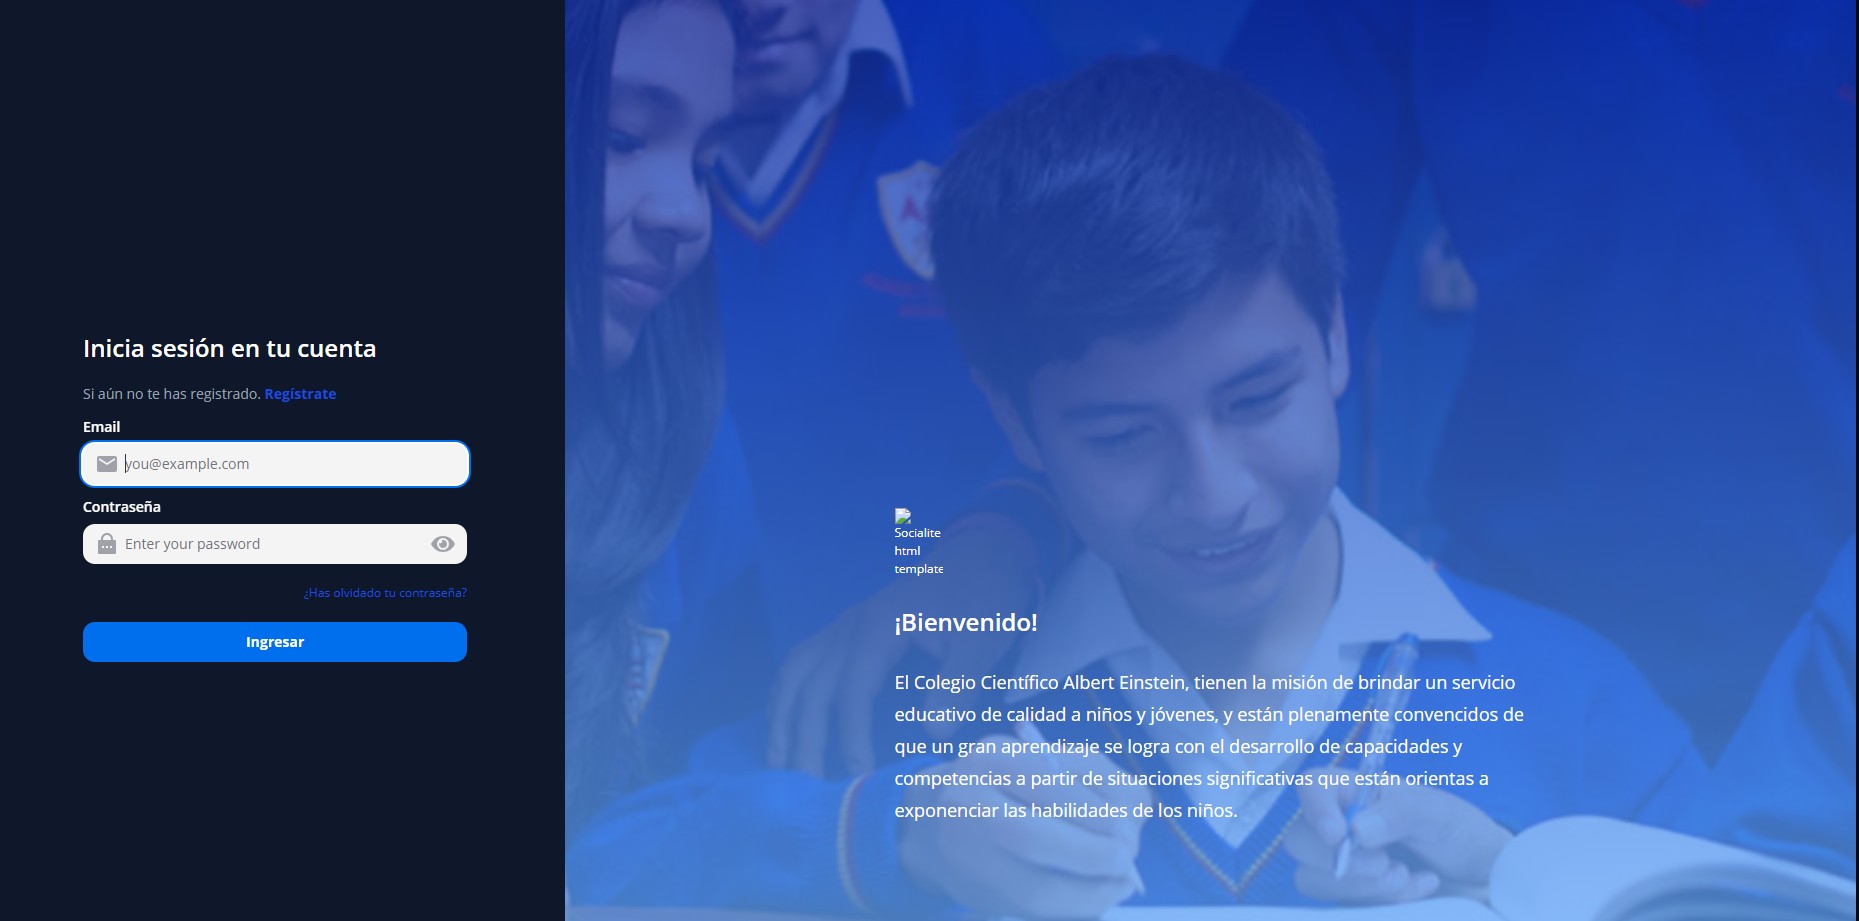 Inicia sesión en tu cuenta
Si aún no te has registrado. Regístrate
Email
you@example.com
Contraseña
Enter your password
¿Has olvidado tu contraseña?
Ingresar
Socialite
html
template
¡Bienvenido!
El Colegio Científico Albert Einstein, tienen la misión de brindar un servicio
educativo de calidad a niños y jóvenes, y están plenamente convencidos de
que un gran aprendizaje se logra con el desarrollo de capacidades y
competencias a partir de situaciones significativas que están orientas a
exponenciar las habilidades de los niños.